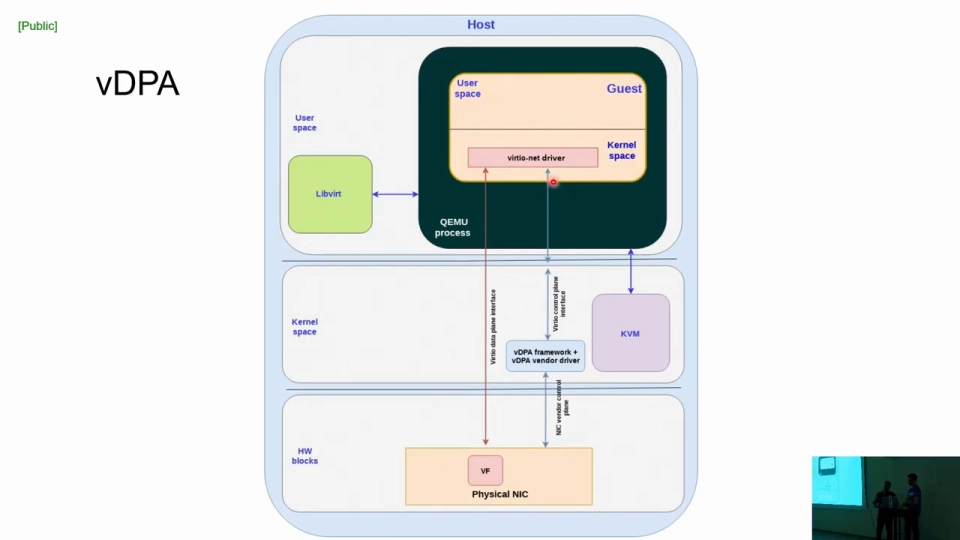 [Public]
vDPA
Host
User
space
Libvirt
QEMU
process
User
space
Guest
Kernel
space
virtio-net driver
Kernel
space
Virtio data plane interface
Virtio control plane
interface
vDPA framework +
vDPA vendor driver
KVM
NIC vendor control
plane
HW
blocks
VF
Physical NIC